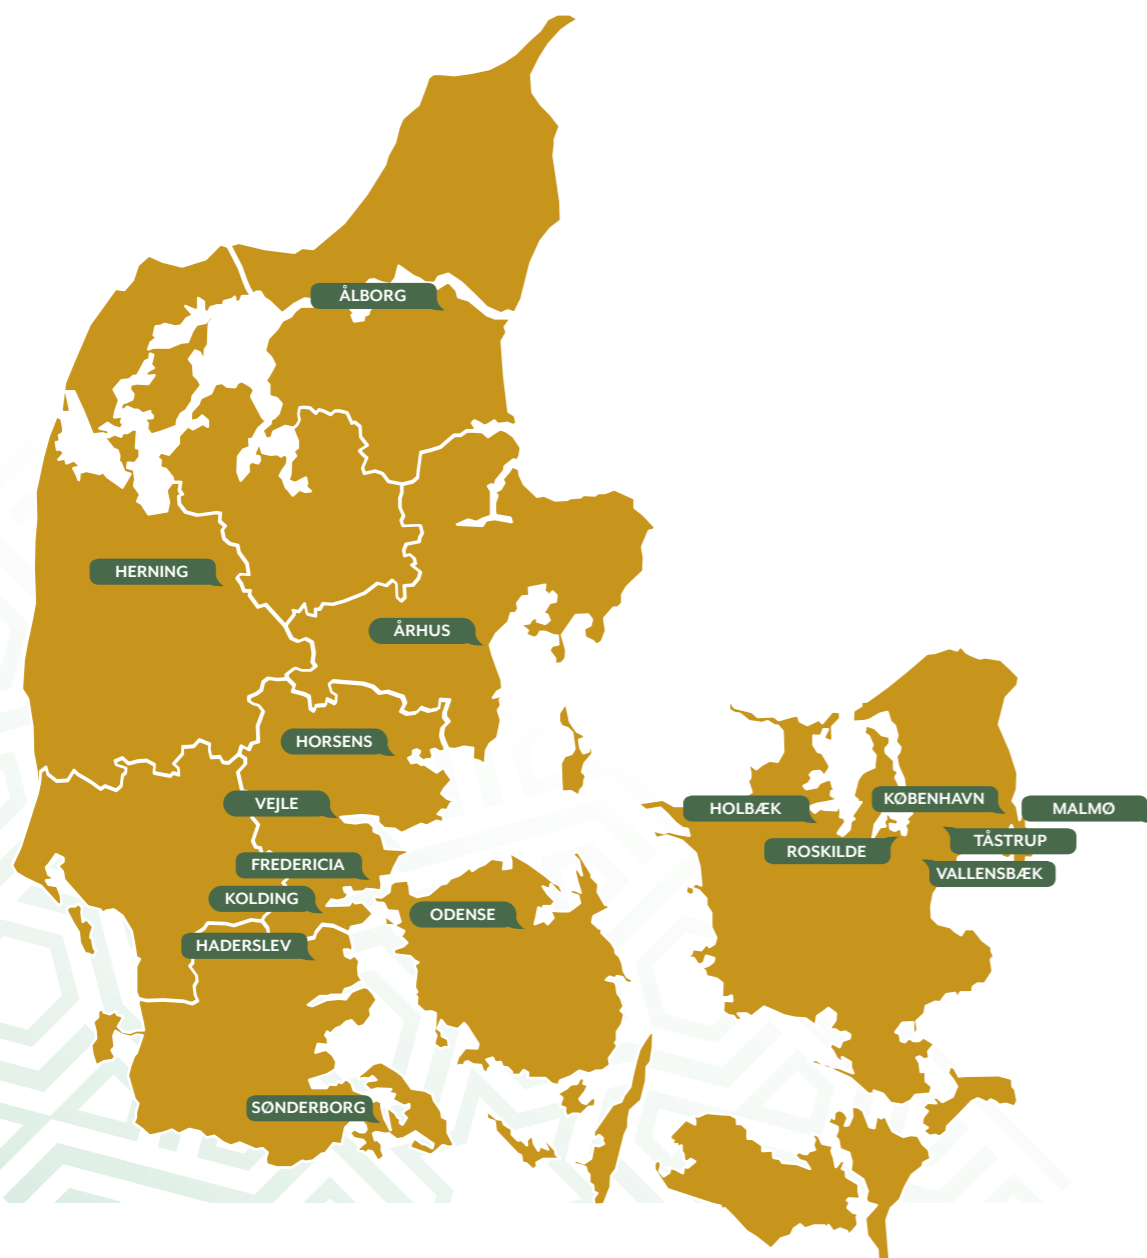 ÅLBORG
HERNING
ÅRHUS
HORSENS
VEJLE
HOLBÆK
KØBENHAVN
MALMØ
TÅSTRUP
ROSKILDE
VALLENSBÆK
FREDERICIA
KOLDING
ODENSE
HADERSLEV
SØNDERBORG